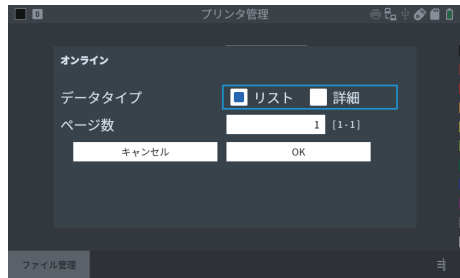 0 プリンタ管理
オンライン
データタイプ リスト 詳細
ページ数 1 [1-1]
キャンセル OK
ファイル管理